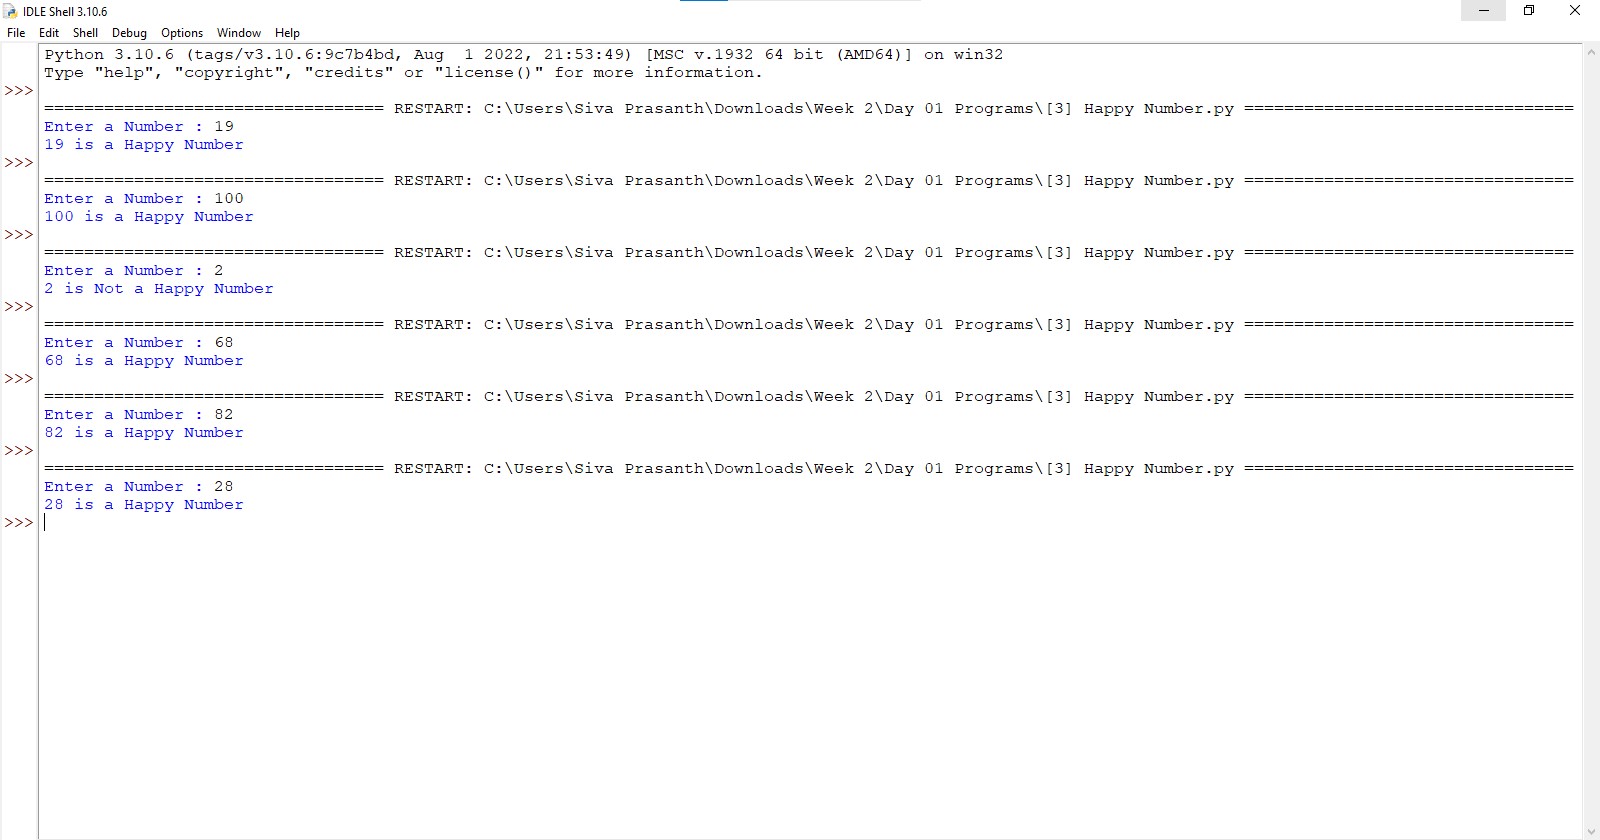 IDLE Shell 3.10.6
File Edit Shell Debug Options Window Help
Python 3.10.6 (tags/v3.10.6:9c7b4bd, Aug  1 2022, 21:53:49) [MSC v.1932 64 bit (AMD64)] on win32
Type "help", "copyright", "credits" or "license()" for more information.
>>>
================================== RESTART: C:\Users\Siva Prasanth\Downloads\Week 2\Day 01 Programs\[3] Happy Number.py =================================
Enter a Number : 19
19 is a Happy Number
>>>
================================== RESTART: C:\Users\Siva Prasanth\Downloads\Week 2\Day 01 Programs\[3] Happy Number.py =================================
Enter a Number : 100
100 is a Happy Number
>>>
================================== RESTART: C:\Users\Siva Prasanth\Downloads\Week 2\Day 01 Programs\[3] Happy Number.py =================================
Enter a Number : 2
2 is Not a Happy Number
>>>
================================== RESTART: C:\Users\Siva Prasanth\Downloads\Week 2\Day 01 Programs\[3] Happy Number.py =================================
Enter a Number : 68
68 is a Happy Number
>>>
================================== RESTART: C:\Users\Siva Prasanth\Downloads\Week 2\Day 01 Programs\[3] Happy Number.py =================================
Enter a Number : 82
82 is a Happy Number
>>>
================================== RESTART: C:\Users\Siva Prasanth\Downloads\Week 2\Day 01 Programs\[3] Happy Number.py =================================
Enter a Number : 28
28 is a Happy Number
>>>